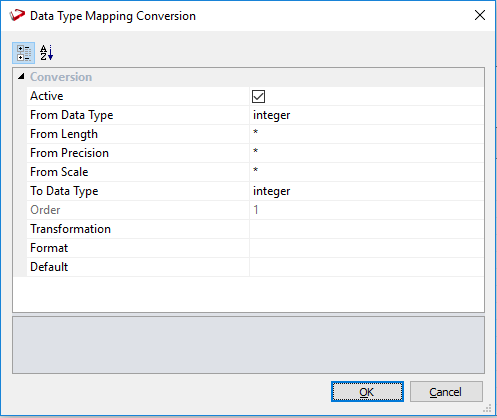 Data Type Mapping Conversion
Conversion
Active
From Data Type integer
From Length *
From Precision *
From Scale *
To Data Type integer
Order 1
Transformation
Format
Default
OK Cancel